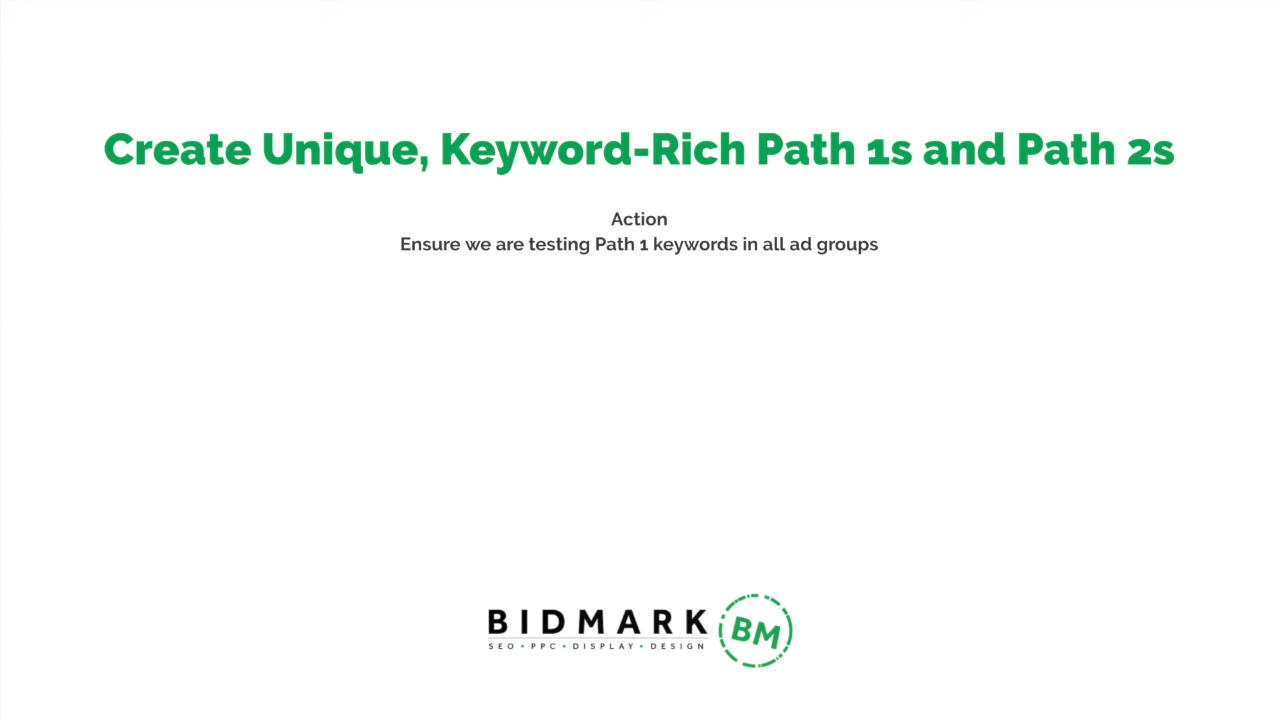 Create Unique, Keyword-Rich Path 1s and Path 2s
Action
Ensure we are testing Path 1 keywords in all ad groups
BIDMARK
SEO • PPC • DISPLAY • DESIGN
BM